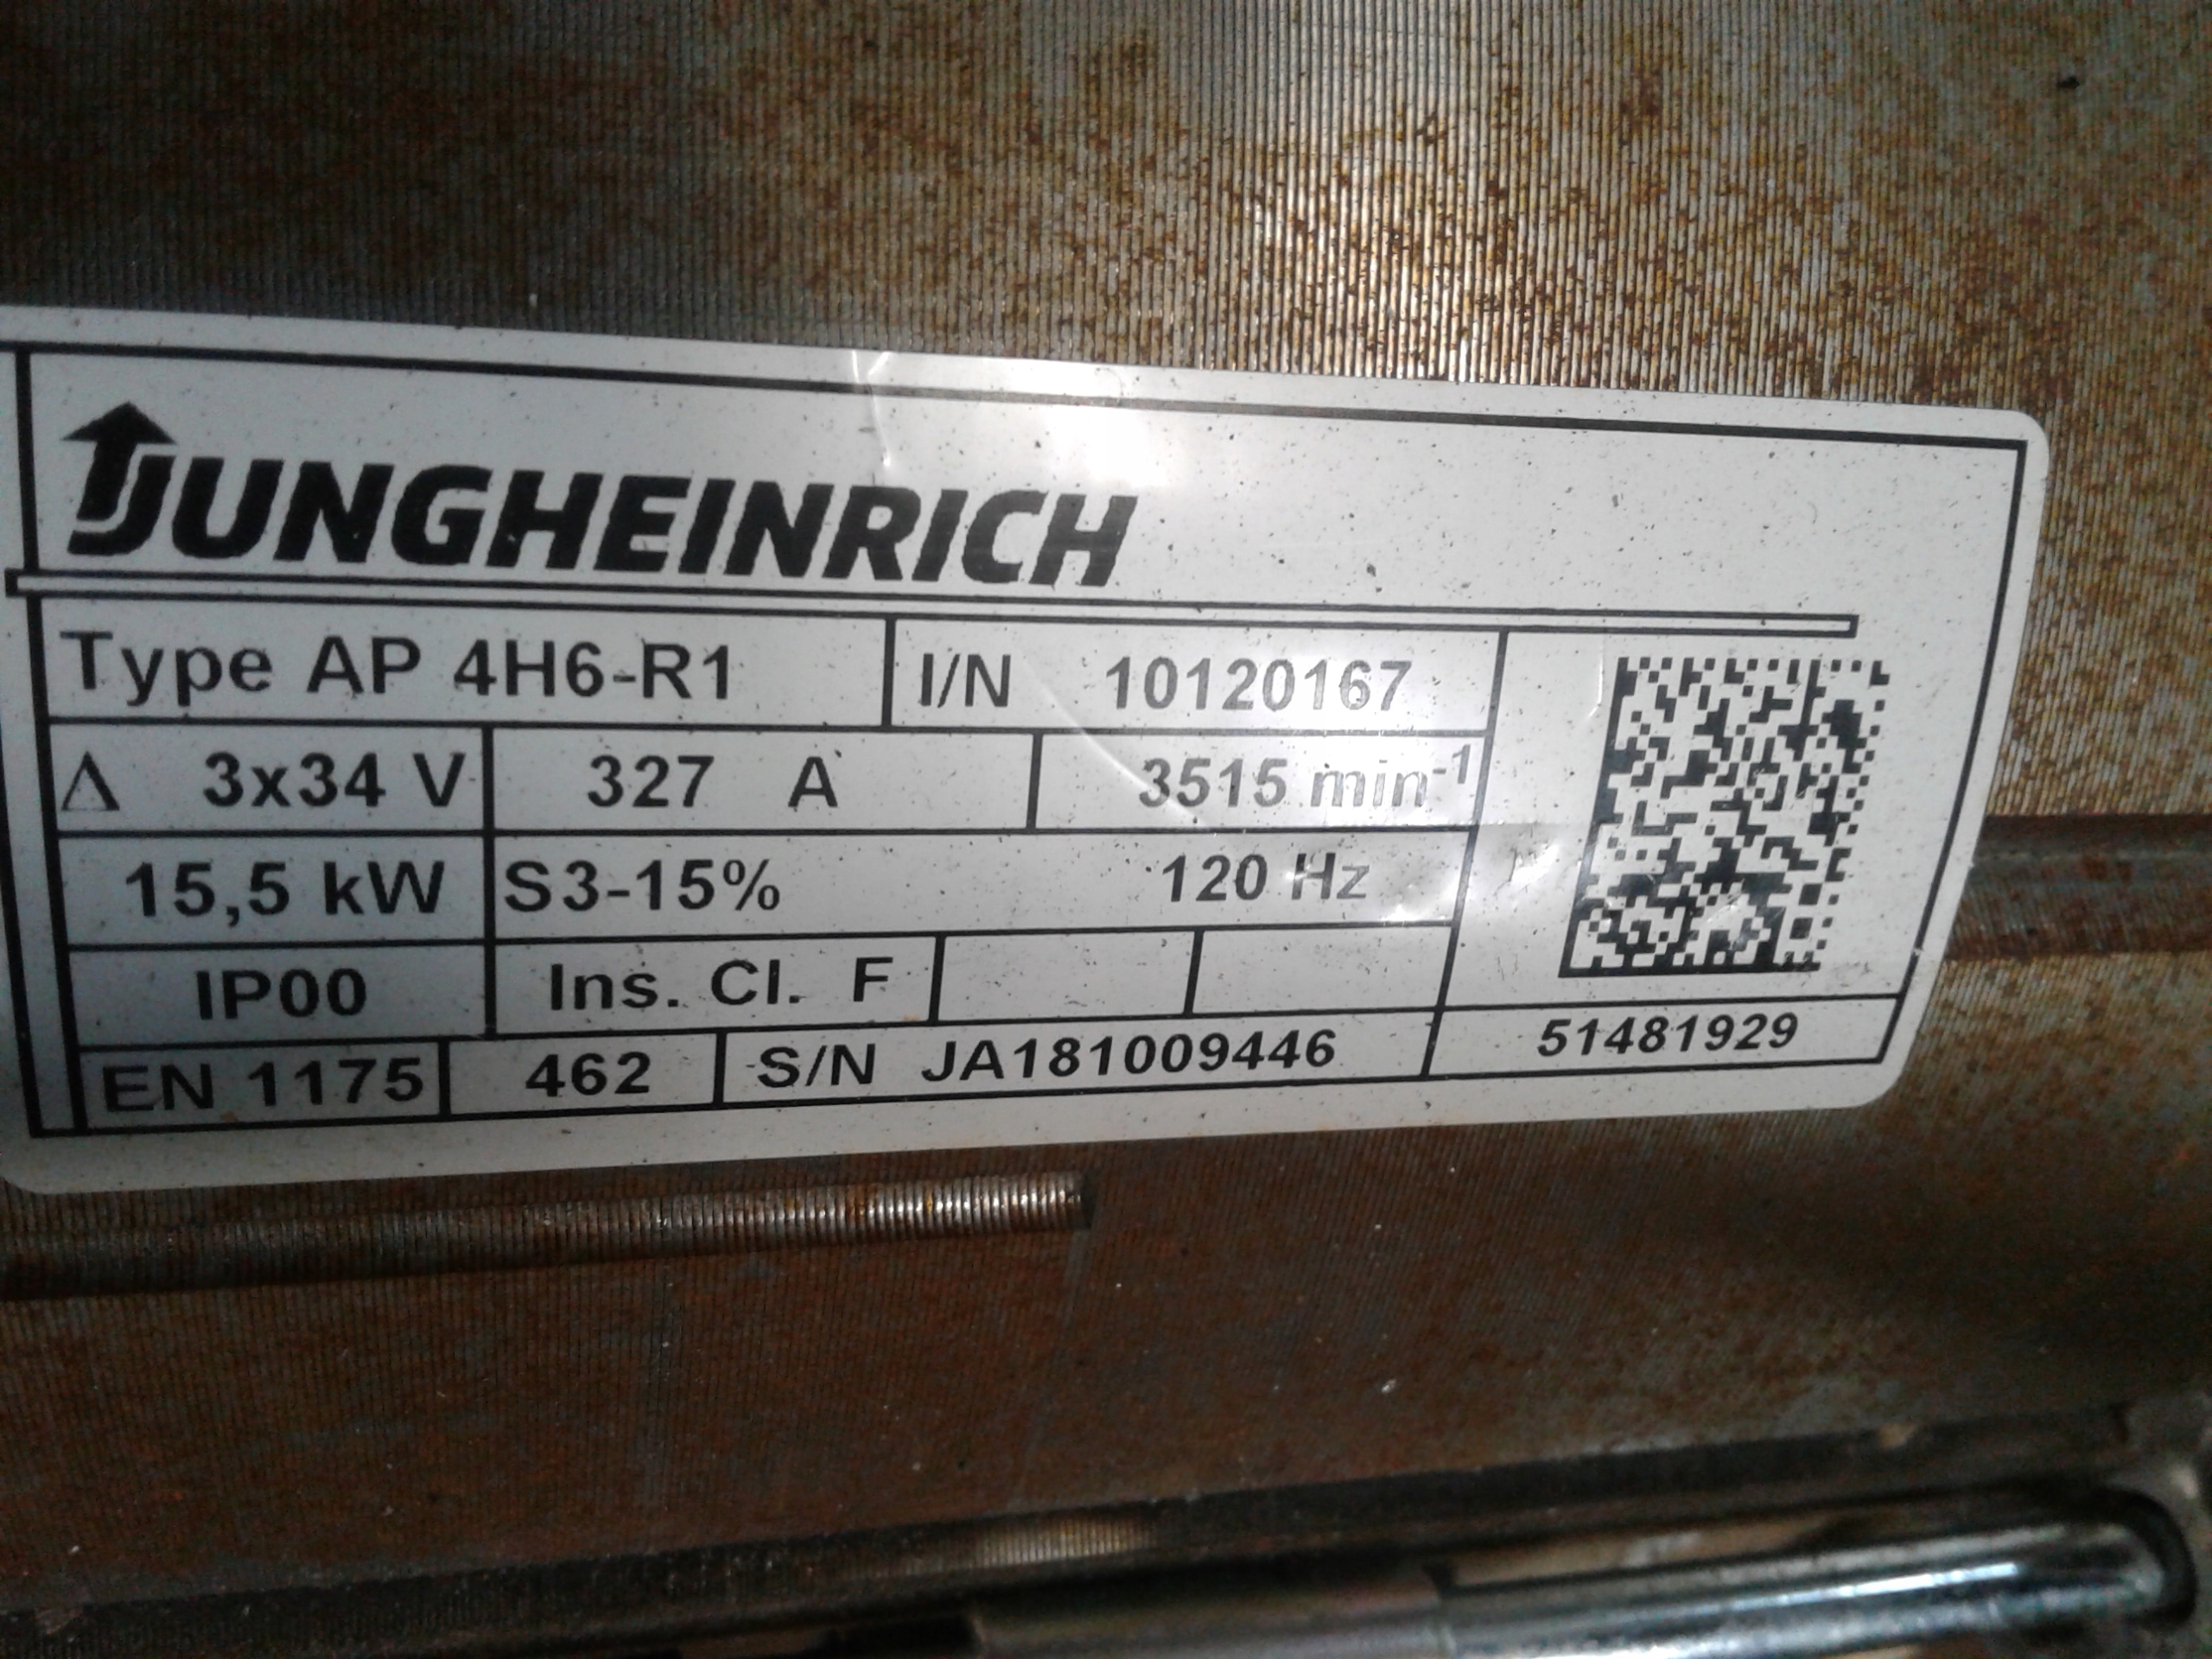 JUNGHEINRICH
Type AP 4H6-R1 I/N 10120167
Δ 3x34 V 327 A 3515 min⁻¹
15,5 kW S3-15% 120 Hz
IP00 Ins. Cl. F
EN 1175 462 S/N JA181009446 51481929